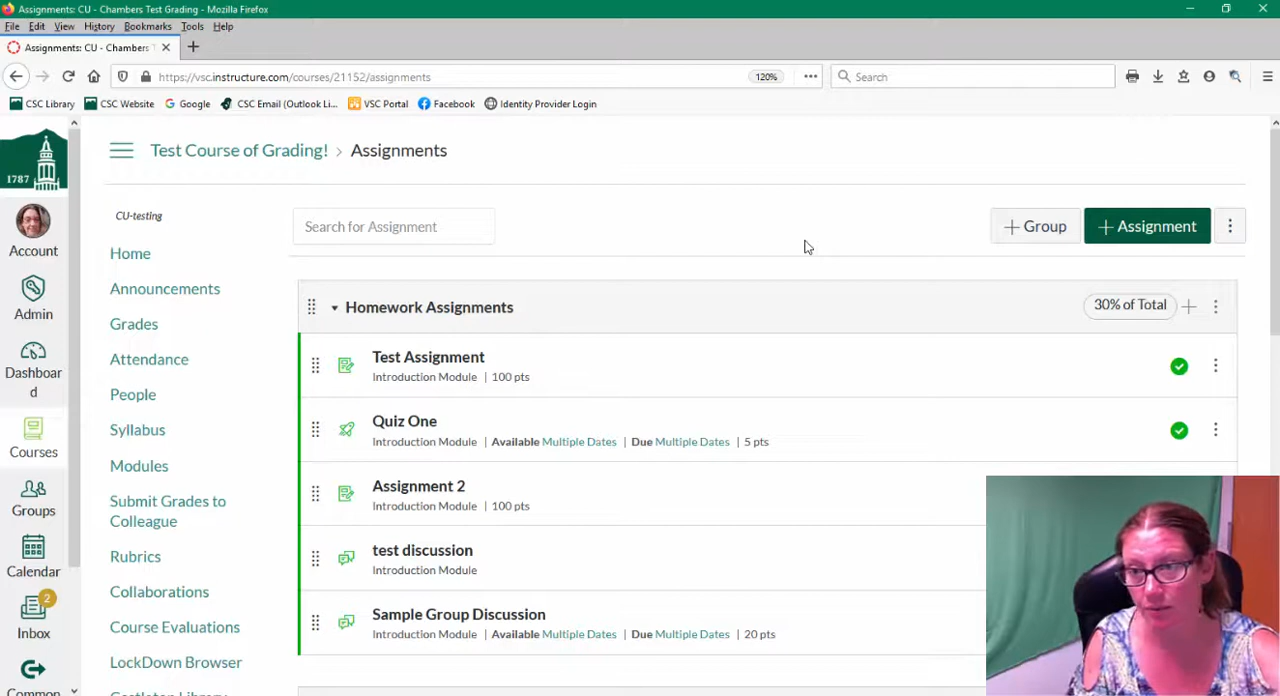 Assignments: CU - Chambers Test Grading - Mozilla Firefox
File Edit View History Bookmarks Tools Help
Assignments: CU - Chambers T
https://vsc.instructure.com/courses/21152/assignments 120% Search
CSC Library CSC Website Google CSC Email (Outlook Li... VSC Portal Facebook Identity Provider Login
1787
Account
Admin
Dashboar
d
Courses
Groups
Calendar
2
Inbox
Common
Test Course of Grading! > Assignments
CU-testing
Home
Announcements
Grades
Attendance
People
Syllabus
Modules
Submit Grades to
Colleague
Rubrics
Collaborations
Course Evaluations
LockDown Browser
Castleton Library
Search for Assignment
+ Group
+ Assignment
Homework Assignments
30% of Total
Test Assignment
Introduction Module | 100 pts
Quiz One
Introduction Module | Available Multiple Dates | Due Multiple Dates | 5 pts
Assignment 2
Introduction Module | 100 pts
test discussion
Introduction Module
Sample Group Discussion
Introduction Module | Available Multiple Dates | Due Multiple Dates | 20 pts